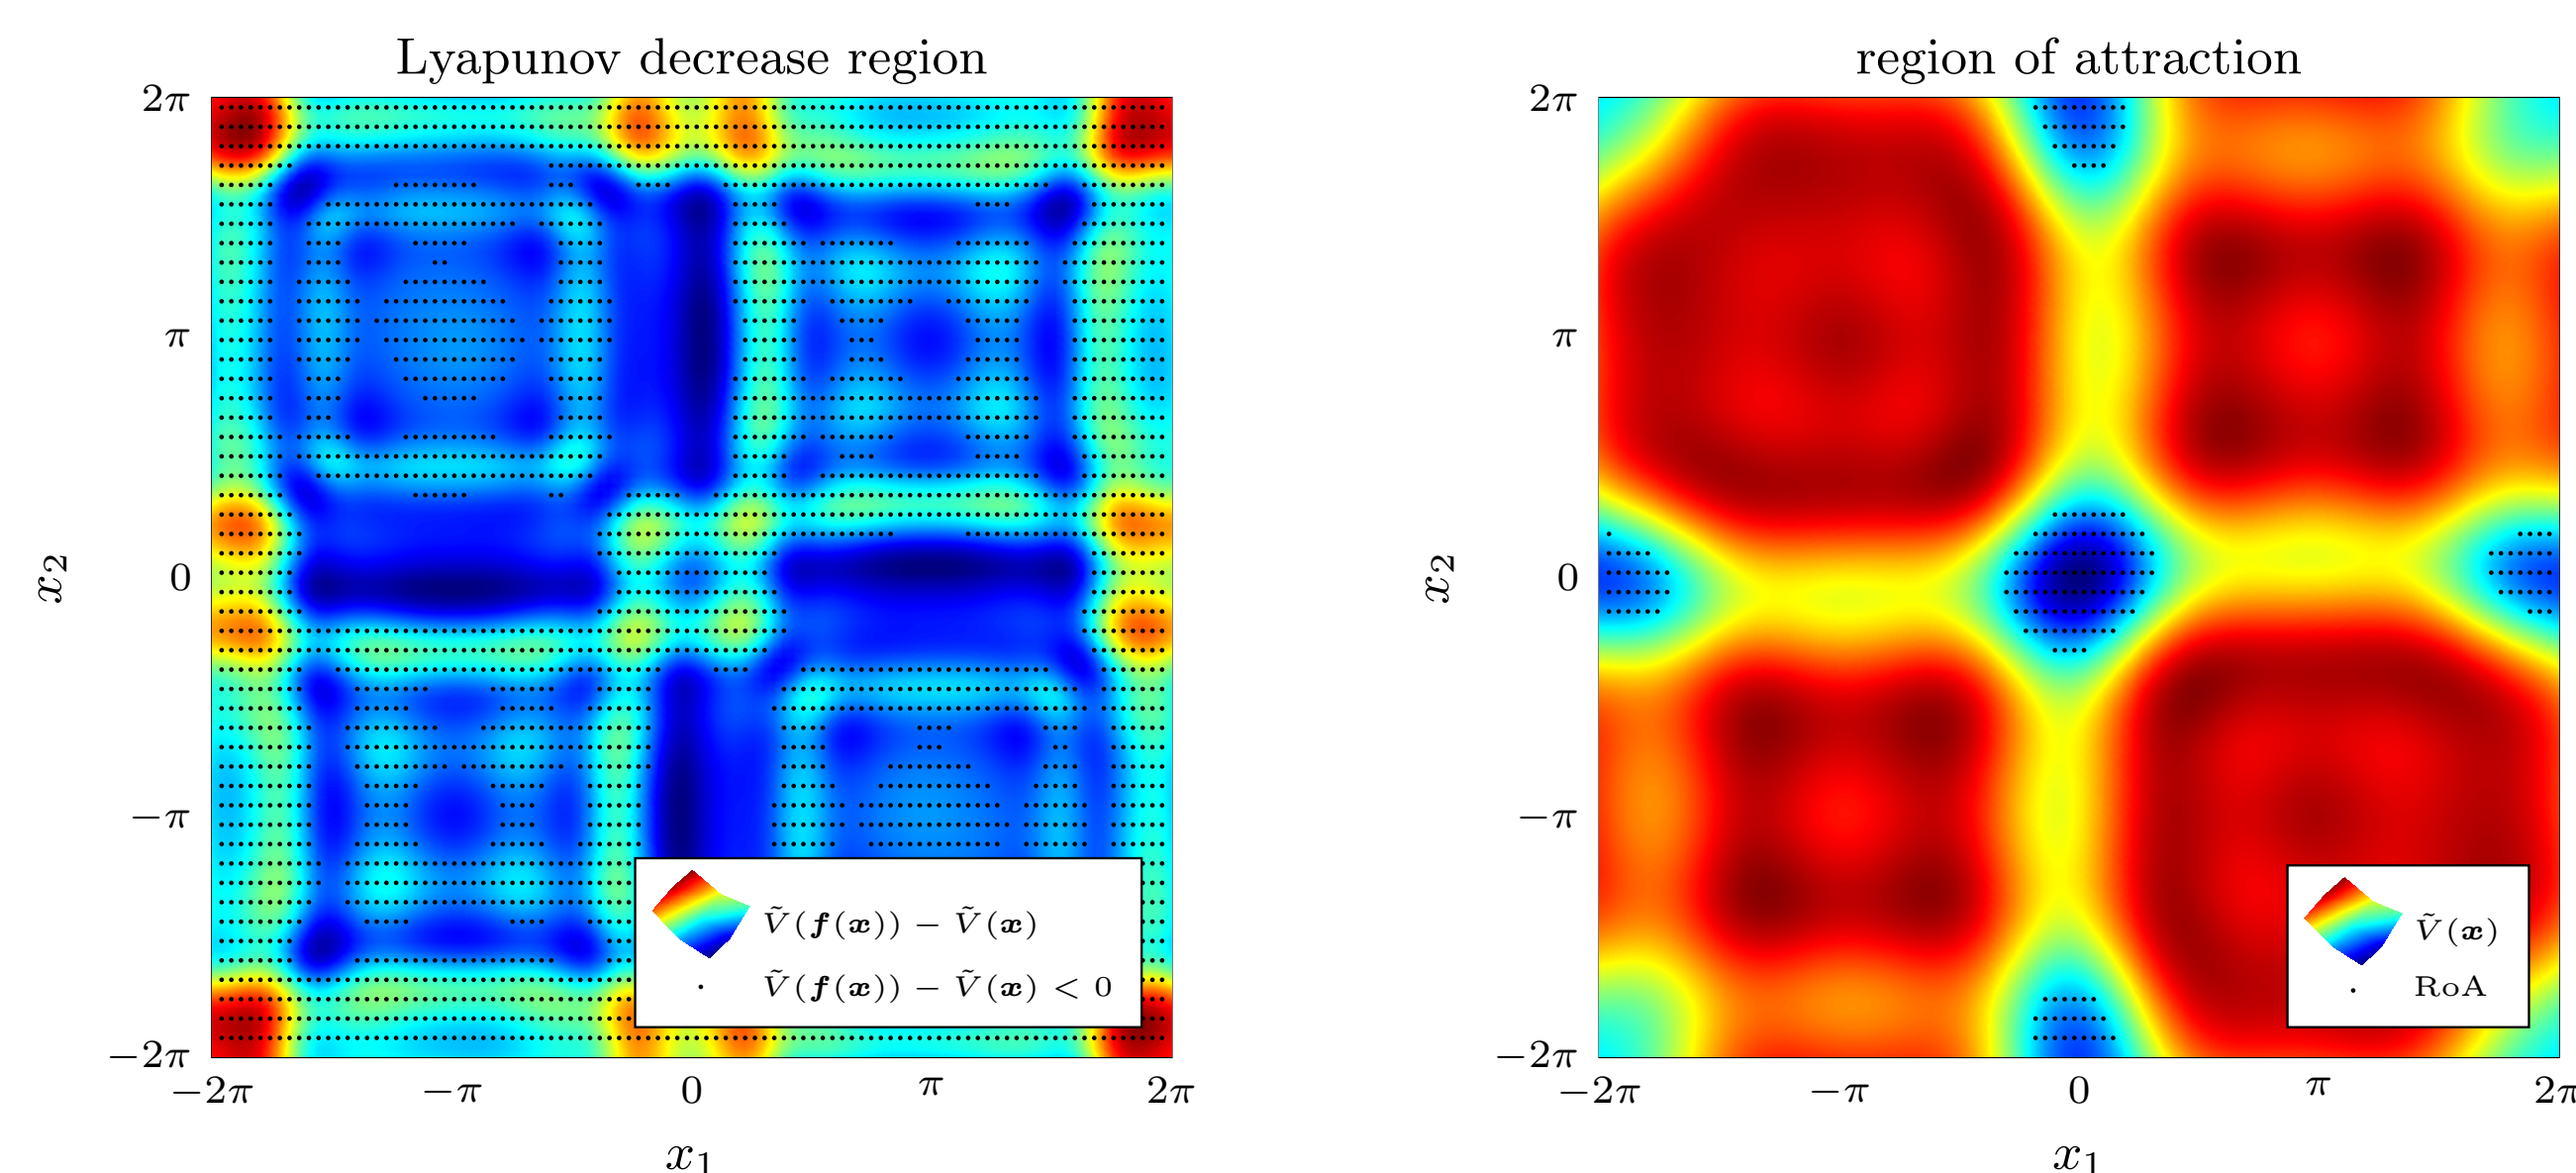 Lyapunov decrease region
2π
π
0
−π
−2π
x₂
−2π
−π
0
π
2π
x₁
Ṽ(f(x)) − Ṽ(x)
Ṽ(f(x)) − Ṽ(x) < 0
region of attraction
2π
π
0
−π
−2π
x₂
−2π
−π
0
π
2π
x₁
Ṽ(x)
RoA